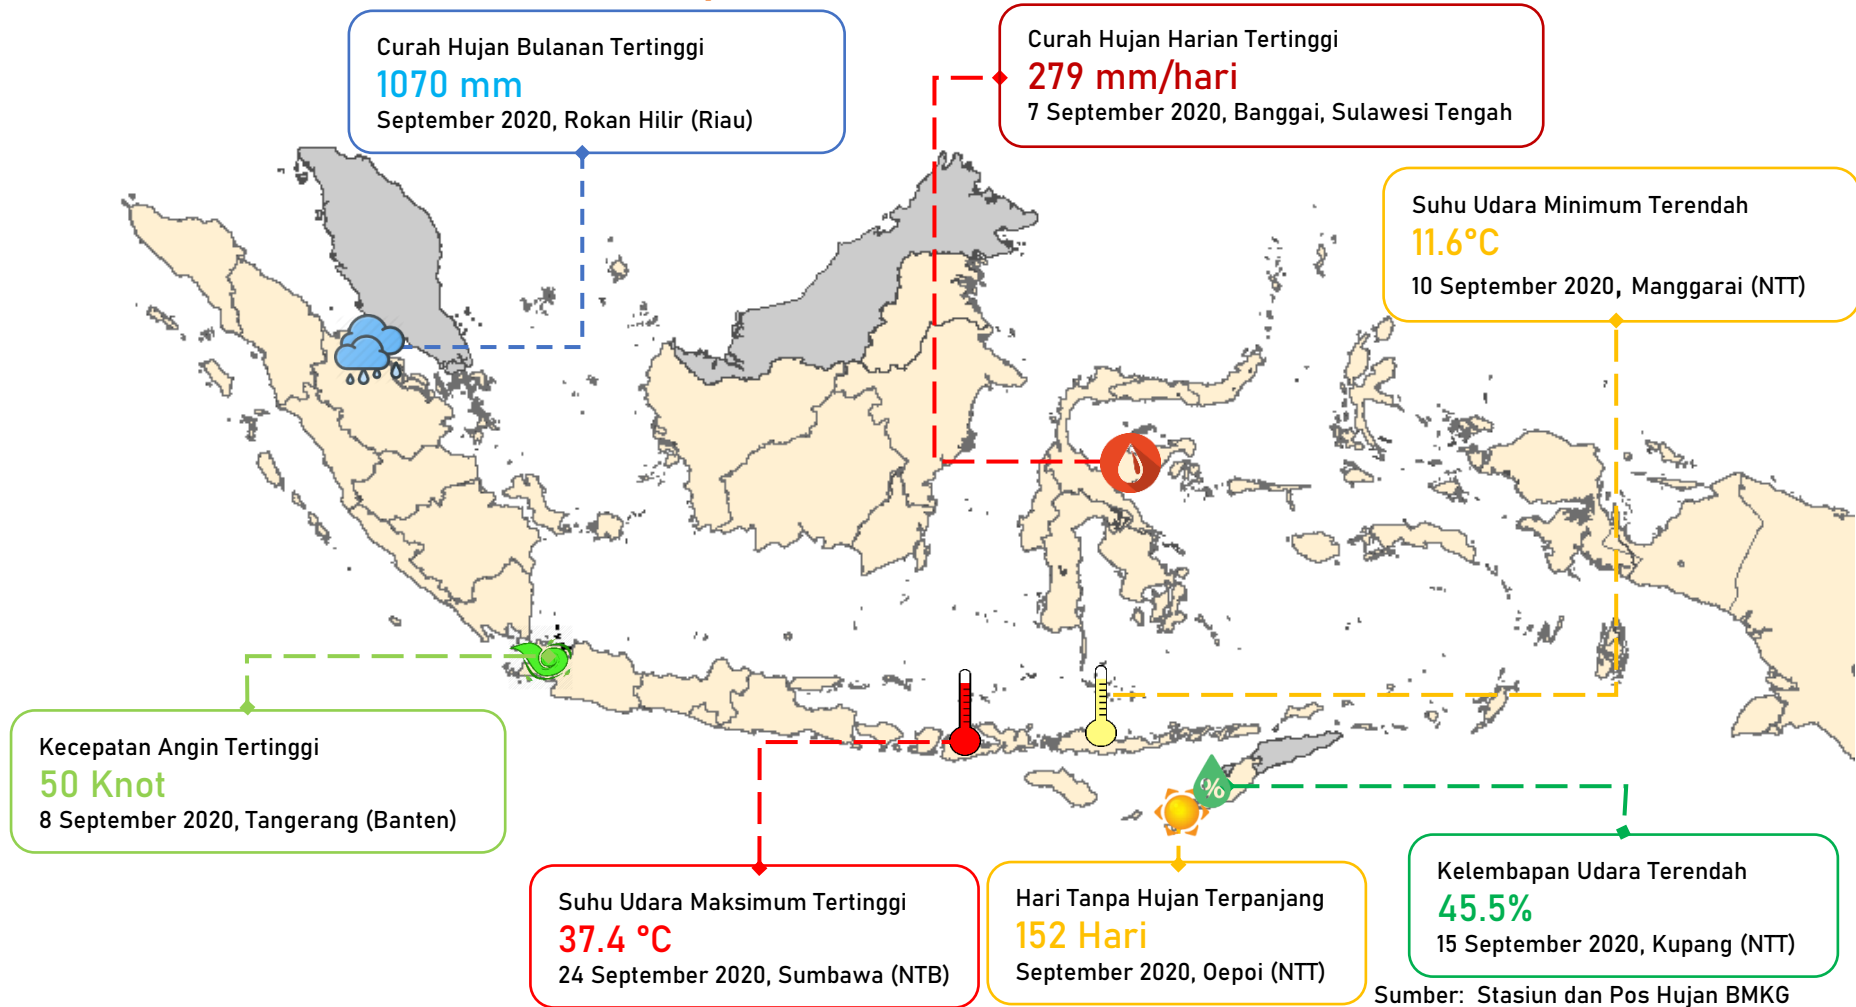 Curah Hujan Bulanan Tertinggi
1070 mm
September 2020, Rokan Hilir (Riau)
Curah Hujan Harian Tertinggi
279 mm/hari
7 September 2020, Banggai, Sulawesi Tengah
Suhu Udara Minimum Terendah
11.6°C
10 September 2020, Manggarai (NTT)
Kecepatan Angin Tertinggi
50 Knot
8 September 2020, Tangerang (Banten)
Suhu Udara Maksimum Tertinggi
37.4 °C
24 September 2020, Sumbawa (NTB)
Hari Tanpa Hujan Terpanjang
152 Hari
September 2020, Oepoi (NTT)
%
Kelembapan Udara Terendah
45.5%
15 September 2020, Kupang (NTT)
Sumber: Stasiun dan Pos Hujan BMKG